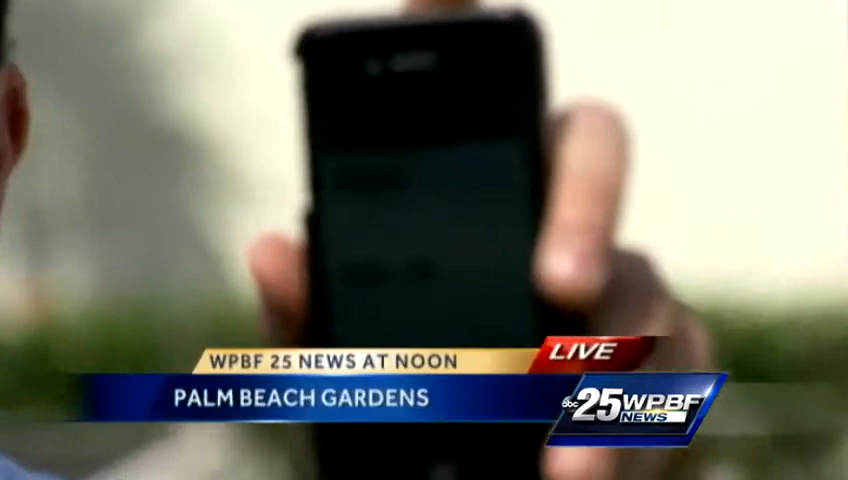 WPBF 25 NEWS AT NOON
LIVE
PALM BEACH GARDENS
abc 25 WPBF
NEWS